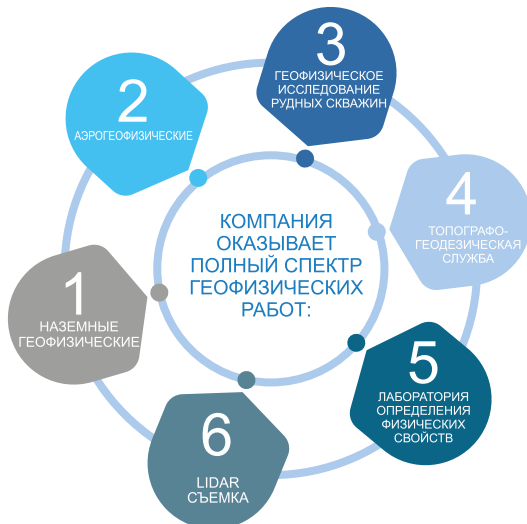 КОМПАНИЯ
ОКАЗЫВАЕТ
ПОЛНЫЙ СПЕКТР
ГЕОФИЗИЧЕСКИХ
РАБОТ:
1
НАЗЕМНЫЕ
ГЕОФИЗИЧЕСКИЕ
2
АЭРОГЕОФИЗИЧЕСКИЕ
3
ГЕОФИЗИЧЕСКОЕ
ИССЛЕДОВАНИЕ
РУДНЫХ СКВАЖИН
4
ТОПОГРАФО-
ГЕОДЕЗИЧЕСКАЯ
СЛУЖБА
5
ЛАБОРАТОРИЯ
ОПРЕДЕЛЕНИЯ
ФИЗИЧЕСКИХ
СВОЙСТВ
6
LIDAR
СЪЕМКА